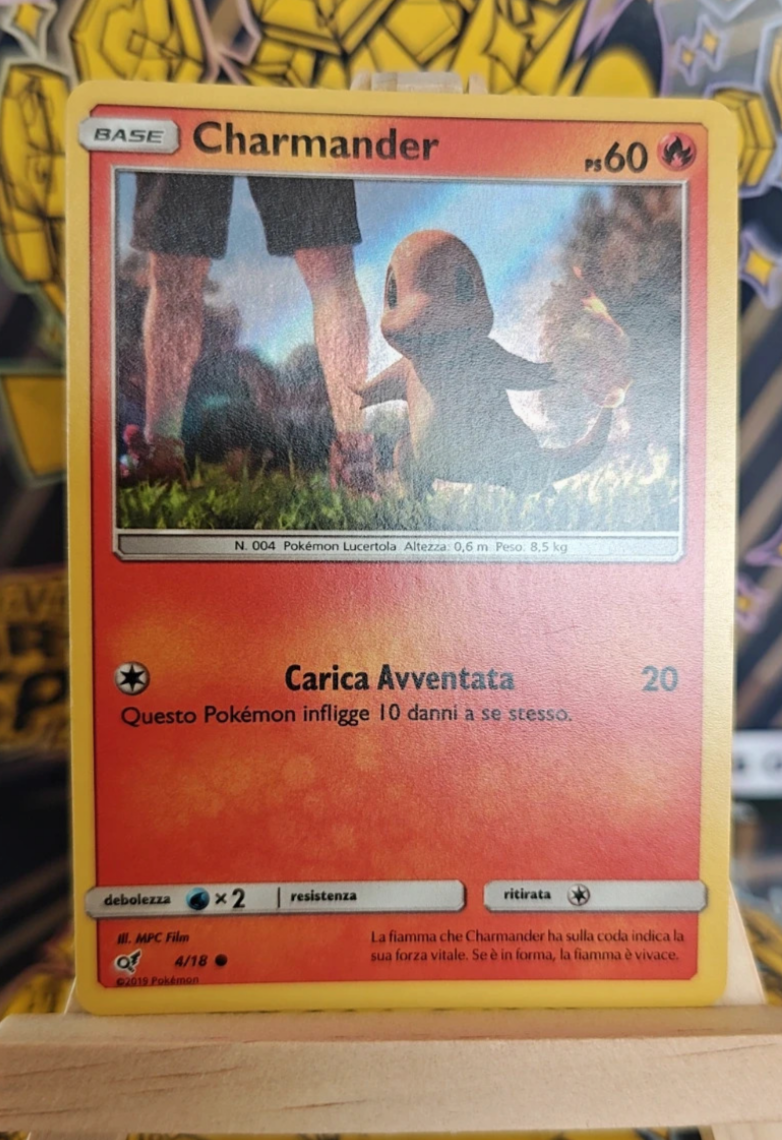 BASE Charmander PS60
N. 004 Pokémon Lucertola Altezza: 0,6 m Peso: 8,5 kg
Carica Avventata 20
Questo Pokémon infligge 10 danni a se stesso.
debolezza ×2 resistenza ritirata
Ill. MPC Film
4/18
©2019 Pokémon
La fiamma che Charmander ha sulla coda indica la
sua forza vitale. Se è in forma, la fiamma è vivace.